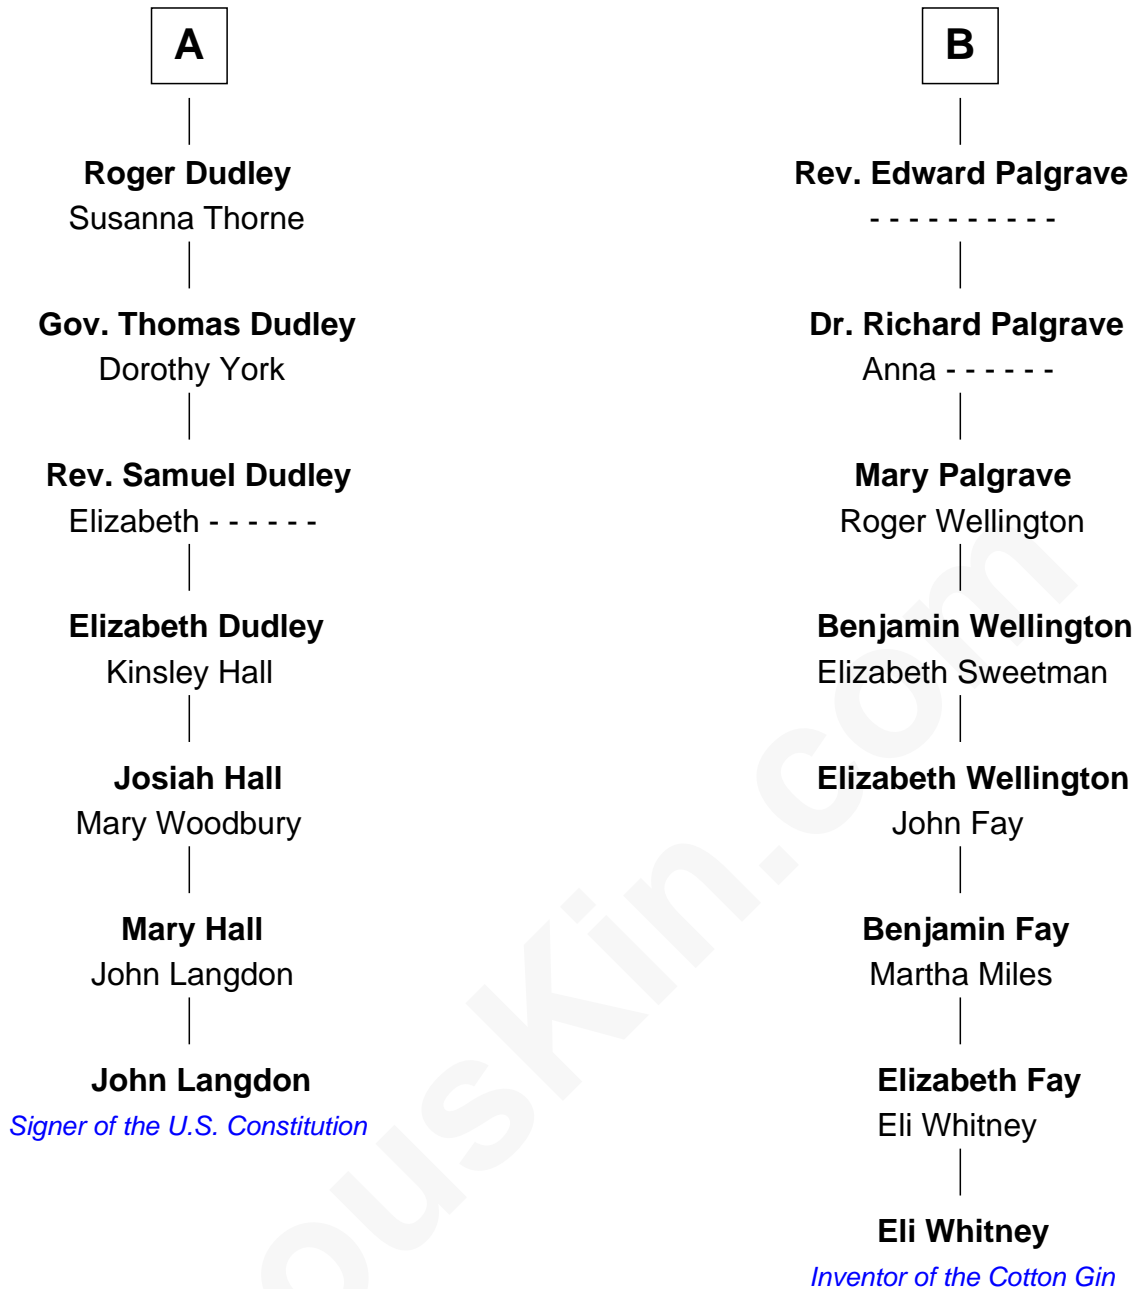 A
Roger Dudley
Susanna Thorne
Gov. Thomas Dudley
Dorothy York
Rev. Samuel Dudley
Elizabeth - - - - - -
Elizabeth Dudley
Kinsley Hall
Josiah Hall
Mary Woodbury
Mary Hall
John Langdon
John Langdon
Signer of the U.S. Constitution
B
Rev. Edward Palgrave
- - - - - - - - - -
Dr. Richard Palgrave
Anna - - - - - -
Mary Palgrave
Roger Wellington
Benjamin Wellington
Elizabeth Sweetman
Elizabeth Wellington
John Fay
Benjamin Fay
Martha Miles
Elizabeth Fay
Eli Whitney
Eli Whitney
Inventor of the Cotton Gin
ousKin.com